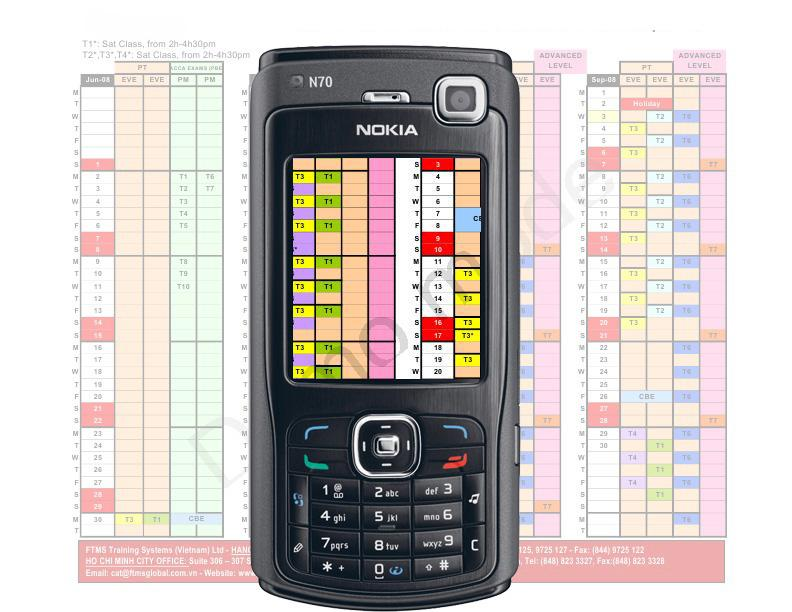 T1*: Sat Class, from 2h-4h30pm
T2*,T3*,T4*: Sat Class, from 2h-4h30pm
PT
ADVANCED LEVEL
PT
ADVANCED LEVEL
Jun-08 EVE EVE PM PM
EVE
Sep-08 EVE EVE EVE EVE
N70
NOKIA
M T W T F S
S 1
M 2 T1 T6
T 3 T2 T7
W 4 T3
T 5 T4
F 6 T5
S 7
S 8
M 9 T8
T 10 T9
W 11 T10
T 12
F 13
S 14
S 15
M 16
T 17
W 18
T 19
F 20
S 21
S 22
M 23
T 24
W 25
T 26
F 27
S 28
S 29
M 30 T3 T1 CBE
T
S 3
T3 T1 M 4
T 5
T3 T1 W 6
T 7
T3 T1 F 8
S 9
S 10
T3 T1 M 11
T 12 T3
T3 T1 W 13
T 14 T3
T3 T1 F 15
S 16 T3
S 17 T3*
T3 T1 M 18
T 19 T3
T3 T1 W 20
M 1
T 2 Holiday
W 3 T2 T6
T 4 T3
F 5 T2 T6
S 6 T3
S 7 T7
M 8 T2 T6
T 9 T3
W 10 T2 T6
T 11 T3
F 12 T2 T6
S 13 T3
S 14 T7
M 15 T2 T6
T 16 T3
W 17 T2 T6
T 18 T3
F 19 T2 T6
S 20 T3
S 21 T7
M 22 T6
T 23
W 24 T6
T 25
F 26 CBE T6
S 27
S 28 T7
M 29 T4 T6
T 30 T1
W T4 T6
T T1
F T4 T6
S T1
S T7
M T6
T
1 @
2 abc
def 3
4 ghi
5 jkl
mno 6
7 pqrs
8 tuv
wxyz 9
C
* +
0
#
FTMS Training Systems (Vietnam) Ltd -
125, 9725 127 - Fax: (844) 9725 122
HO CHI MINH CITY OFFICE: Suite 306 - 307
Tel: (848) 823 3327, Fax:(848) 823 3328
Email: cat@ftmsglobal.com.vn - Website:
Demo mode